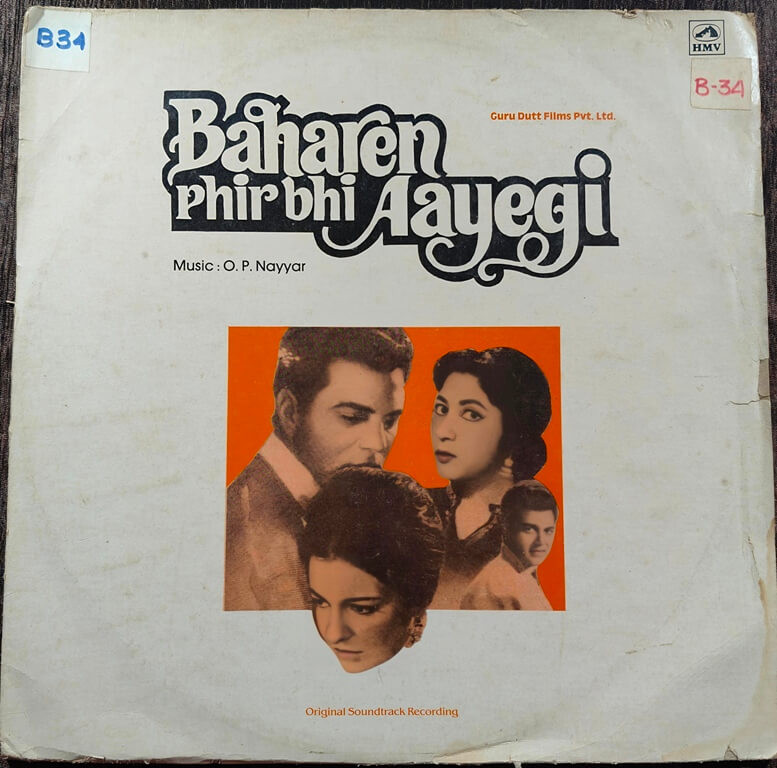 B34
HMV
B-34
Guru Dutt Films Pvt. Ltd.
Baharen
Phir bhi Aayegi
Music : O. P. Nayyar
Original Soundtrack Recording